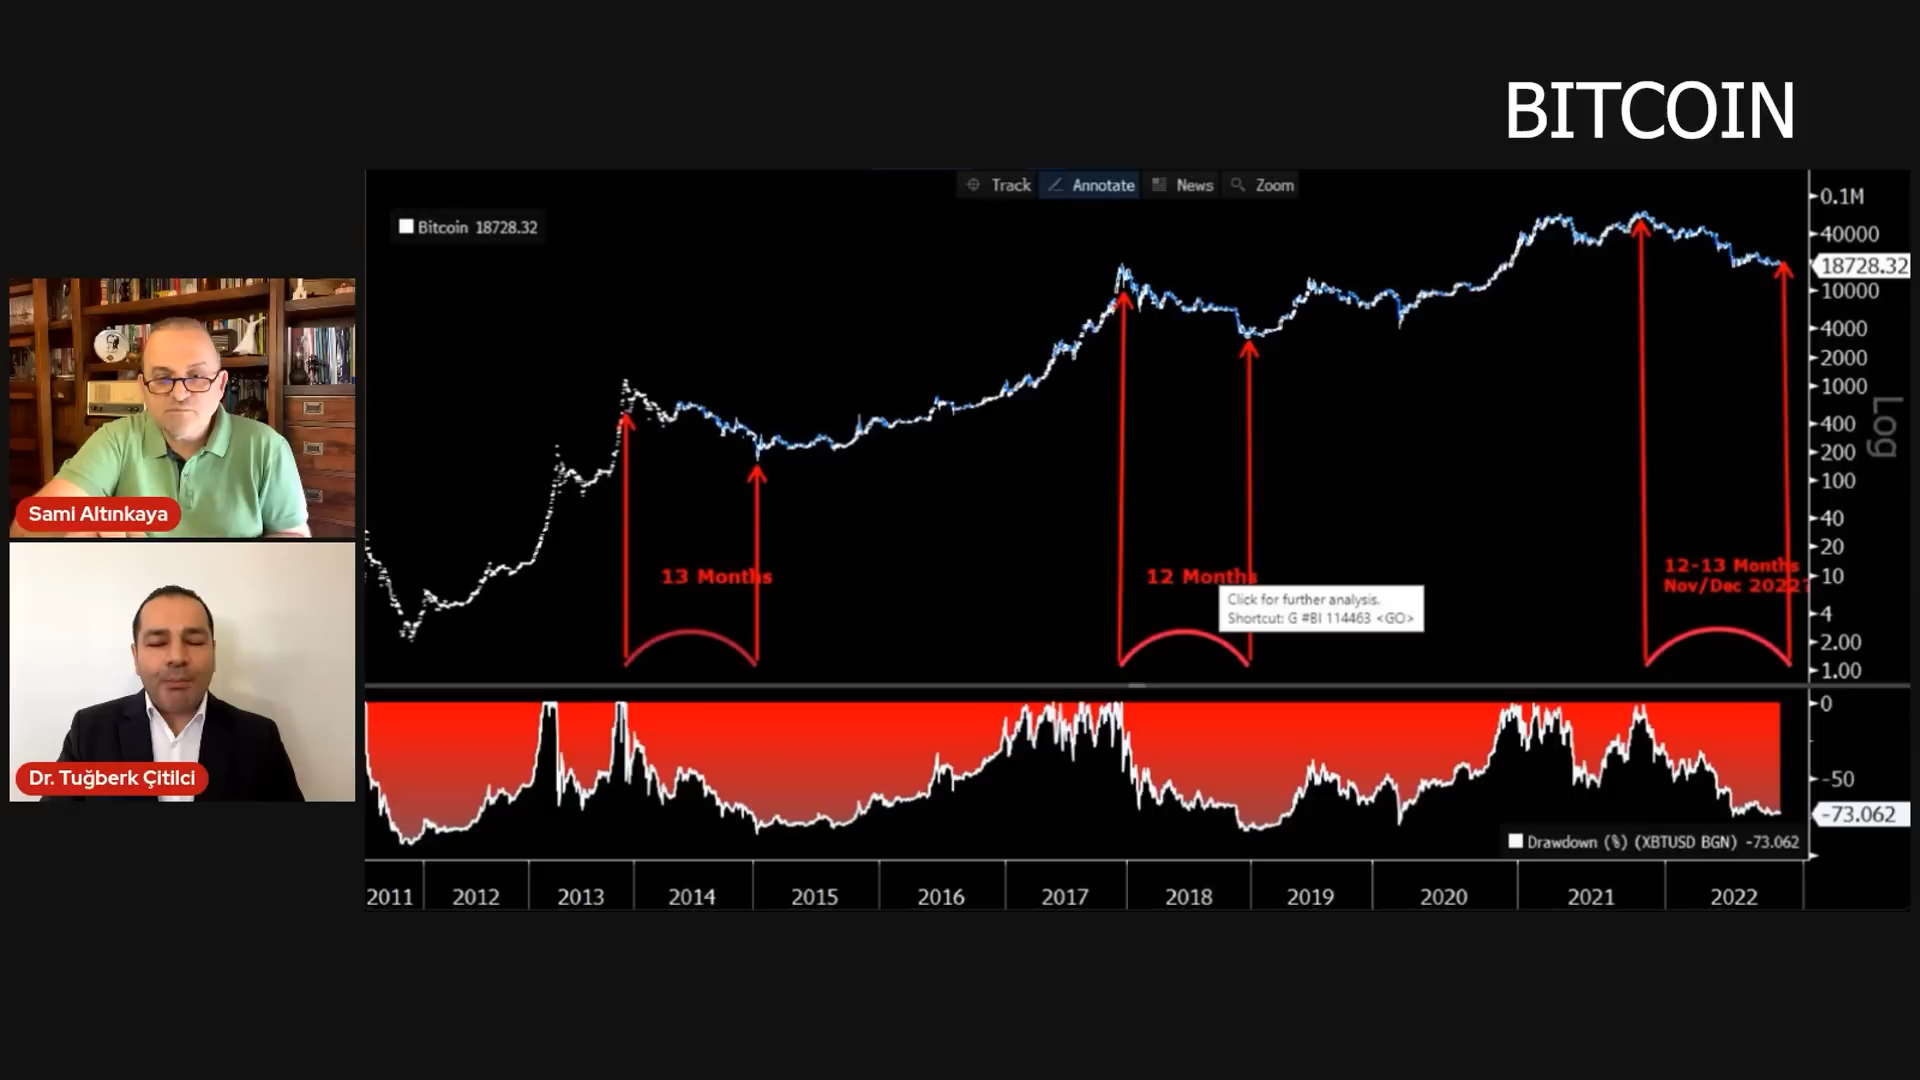 BITCOIN
Track
Annotate
News
Zoom
Bitcoin 18728.32
0.1M
40000
18728.32
10000
4000
2000
1000
400
200
100
40
20
10
4
2.00
1.00
Log
13 Months
12 Months
12-13 Months
Nov/Dec 2022?
Click for further analysis.
Shortcut: G #BI 114463 <GO>
Sami Altınkaya
Dr. Tuğberk Çitilci
0
-50
-73.062
Drawdown (%) (XBTUSD BGN) -73.062
2011
2012
2013
2014
2015
2016
2017
2018
2019
2020
2021
2022